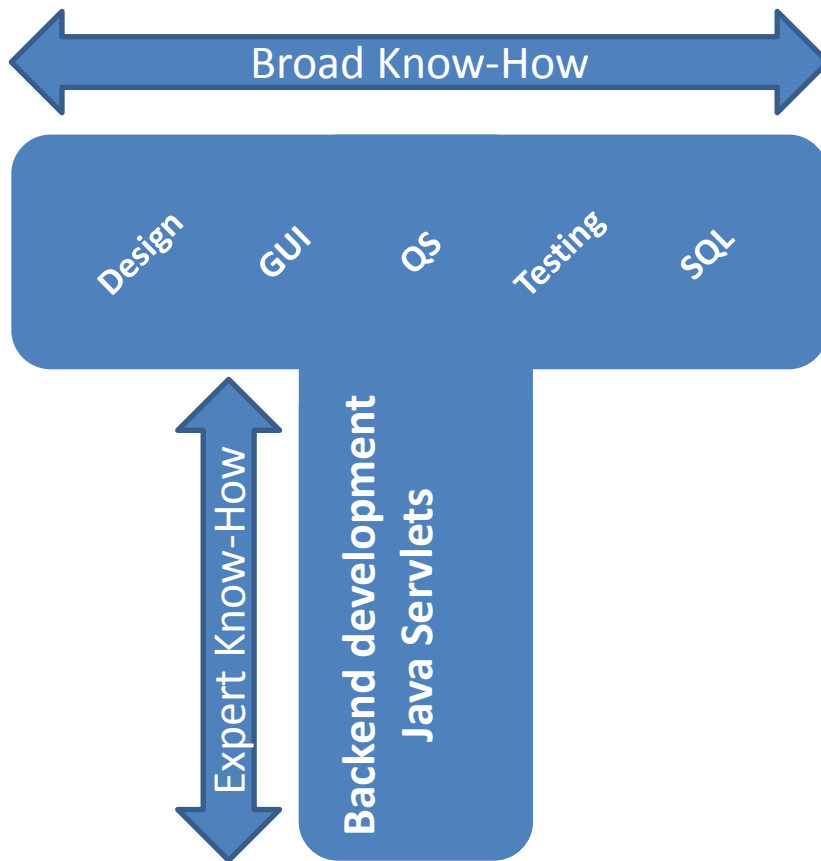 Broad Know-How
Design
GUI
QS
Testing
SQL
Expert Know-How
Backend development
Java Servlets